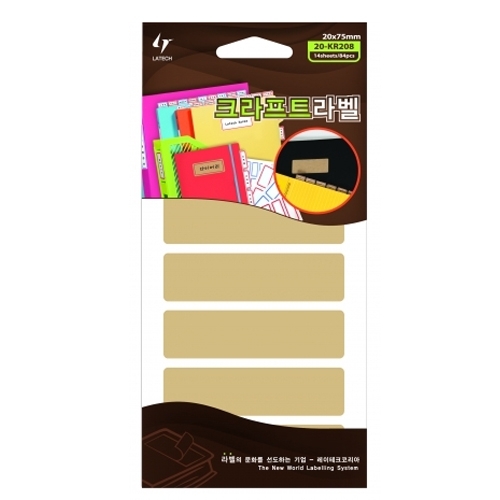 LATECH
20x75mm
20-KR208
14sheets/84pcs
크라프트라벨
라벨의 문화를 선도하는 기업 - 레이테크코리아
The New World Labelling System